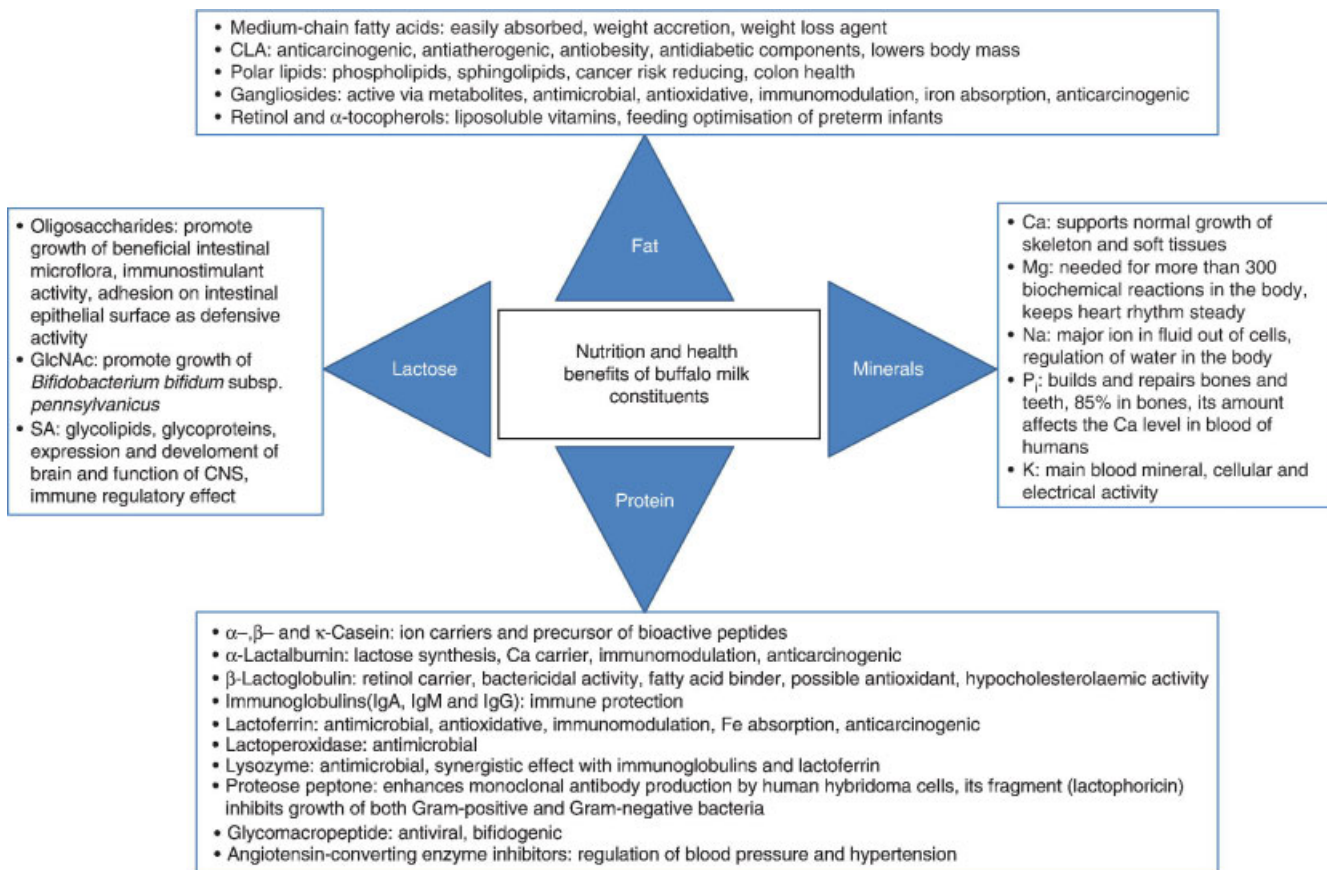 • Medium-chain fatty acids: easily absorbed, weight accretion, weight loss agent
• CLA: anticarcinogenic, antiatherogenic, antiobesity, antidiabetic components, lowers body mass
• Polar lipids: phospholipids, sphingolipids, cancer risk reducing, colon health
• Gangliosides: active via metabolites, antimicrobial, antioxidative, immunomodulation, iron absorption, anticarcinogenic
• Retinol and α-tocopherols: liposoluble vitamins, feeding optimisation of preterm infants
Fat
• Oligosaccharides: promote
growth of beneficial intestinal
microflora, immunostimulant
activity, adhesion on intestinal
epithelial surface as defensive
activity
• GlcNAc: promote growth of
Bifidobacterium bifidum subsp.
pennsylvanicus
• SA: glycolipids, glycoproteins,
expression and develoment of
brain and function of CNS,
immune regulatory effect
Lactose
Nutrition and health
benefits of buffalo milk
constituents
Minerals
• Ca: supports normal growth of
skeleton and soft tissues
• Mg: needed for more than 300
biochemical reactions in the body,
keeps heart rhythm steady
• Na: major ion in fluid out of cells,
regulation of water in the body
• Pi: builds and repairs bones and
teeth, 85% in bones, its amount
affects the Ca level in blood of
humans
• K: main blood mineral, cellular and
electrical activity
Protein
• α–,β– and κ-Casein: ion carriers and precursor of bioactive peptides
• α-Lactalbumin: lactose synthesis, Ca carrier, immunomodulation, anticarcinogenic
• β-Lactoglobulin: retinol carrier, bactericidal activity, fatty acid binder, possible antioxidant, hypocholesterolaemic activity
• Immunoglobulins(IgA, IgM and IgG): immune protection
• Lactoferrin: antimicrobial, antioxidative, immunomodulation, Fe absorption, anticarcinogenic
• Lactoperoxidase: antimicrobial
• Lysozyme: antimicrobial, synergistic effect with immunoglobulins and lactoferrin
• Proteose peptone: enhances monoclonal antibody production by human hybridoma cells, its fragment (lactophoricin)
inhibits growth of both Gram-positive and Gram-negative bacteria
• Glycomacropeptide: antiviral, bifidogenic
• Angiotensin-converting enzyme inhibitors: regulation of blood pressure and hypertension